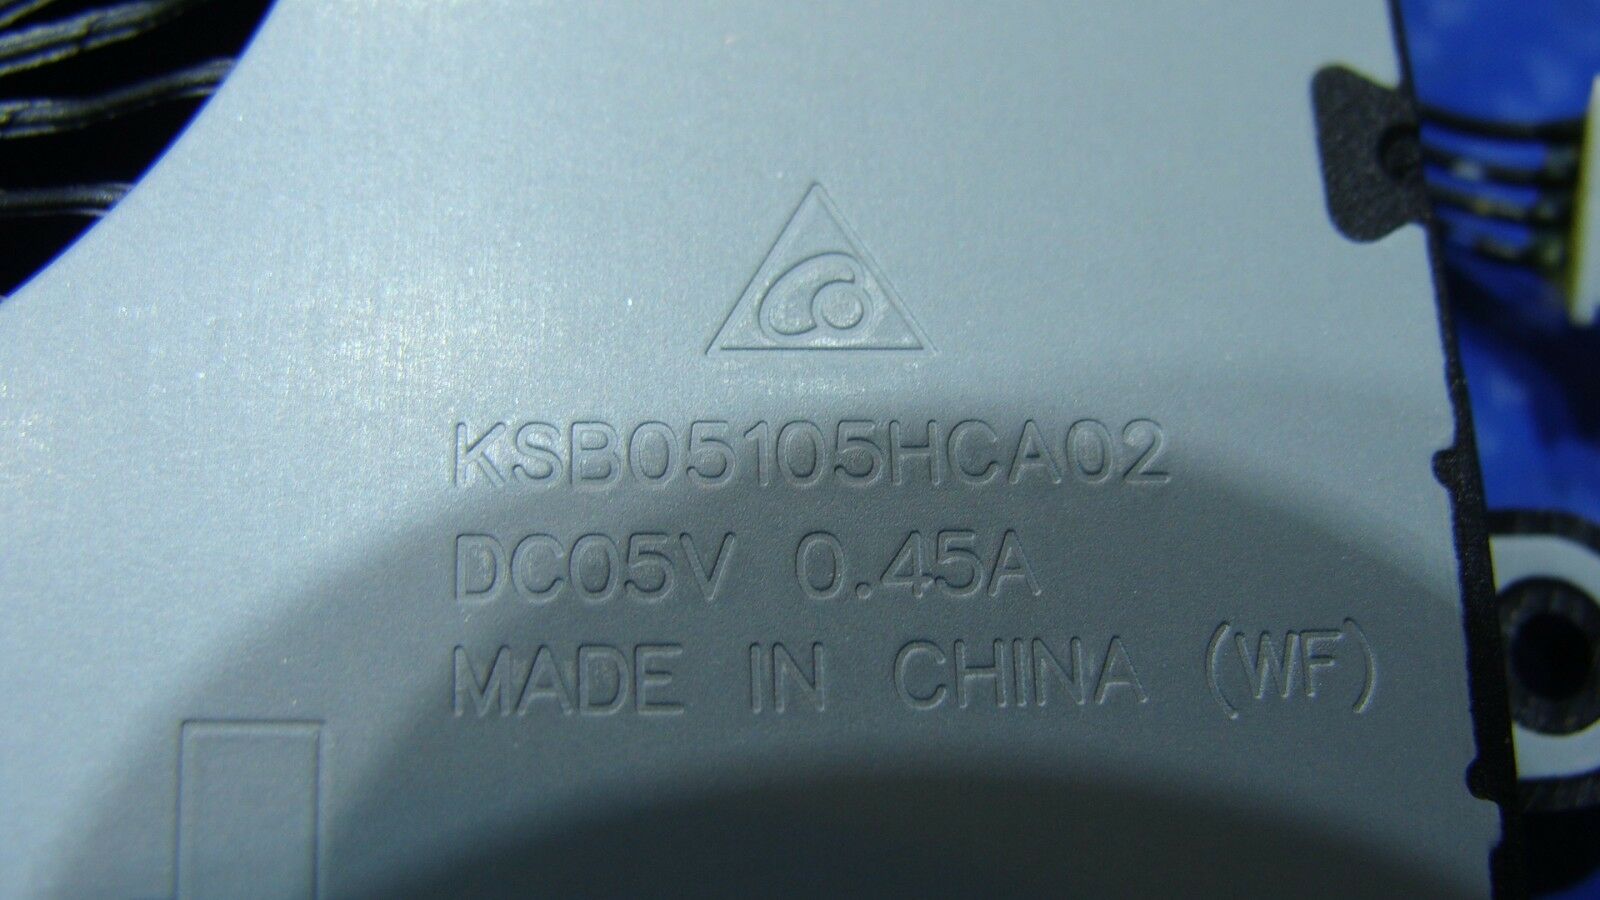 KSB05105HCA02
DC05V 0.45A
MADE IN CHINA (WF)